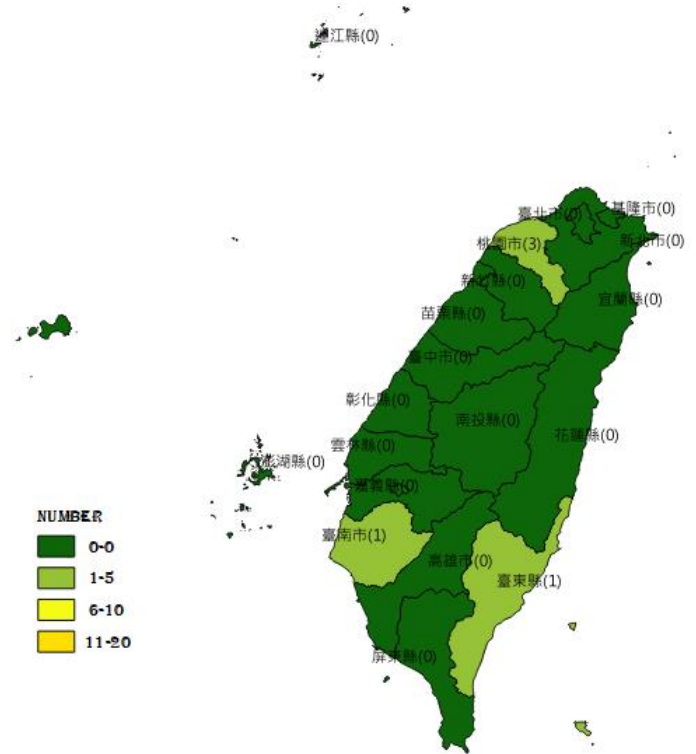 連江縣(0)
臺北市(0)
基隆市(0)
桃園市(3)
新北市(0)
新竹縣(0)
宜蘭縣(0)
苗栗縣(0)
臺中市(0)
彰化縣(0)
南投縣(0)
花蓮縣(0)
雲林縣(0)
澎湖縣(0)
嘉義縣(0)
臺南市(1)
高雄市(0)
臺東縣(1)
屏東縣(0)
NUMBER
0-0
1-5
6-10
11-20